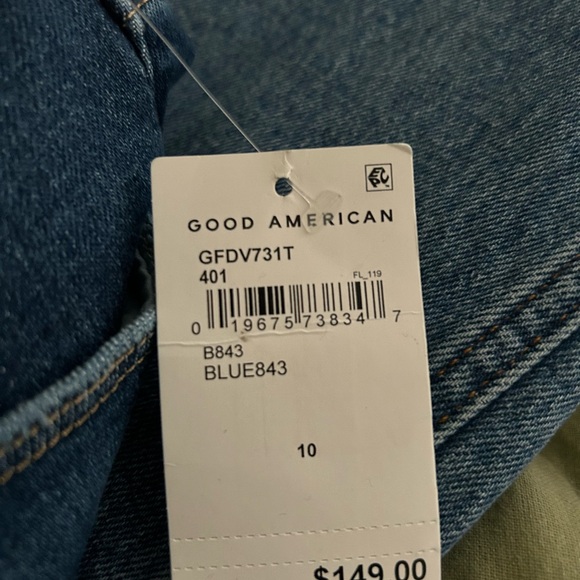 GOOD AMERICAN
GFDV731T
401
FL_119
0 19675 73834 7
B843
BLUE843
10
$149.00